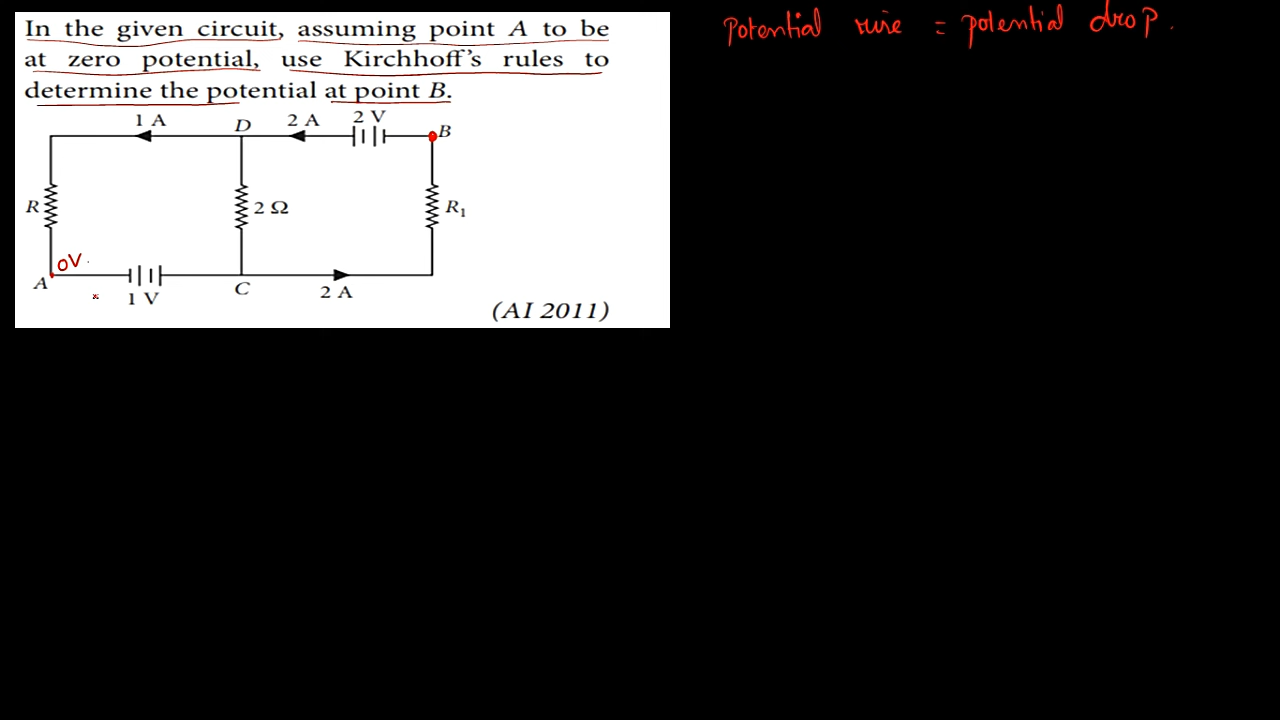 In the given circuit, assuming point A to be
at zero potential, use Kirchhoff's rules to
determine the potential at point B.
Potential rise = potential drop.
1 A
D
2 A
2 V
B
R
2 Ω
R₁
0V
A
1 V
C
2 A
(AI 2011)